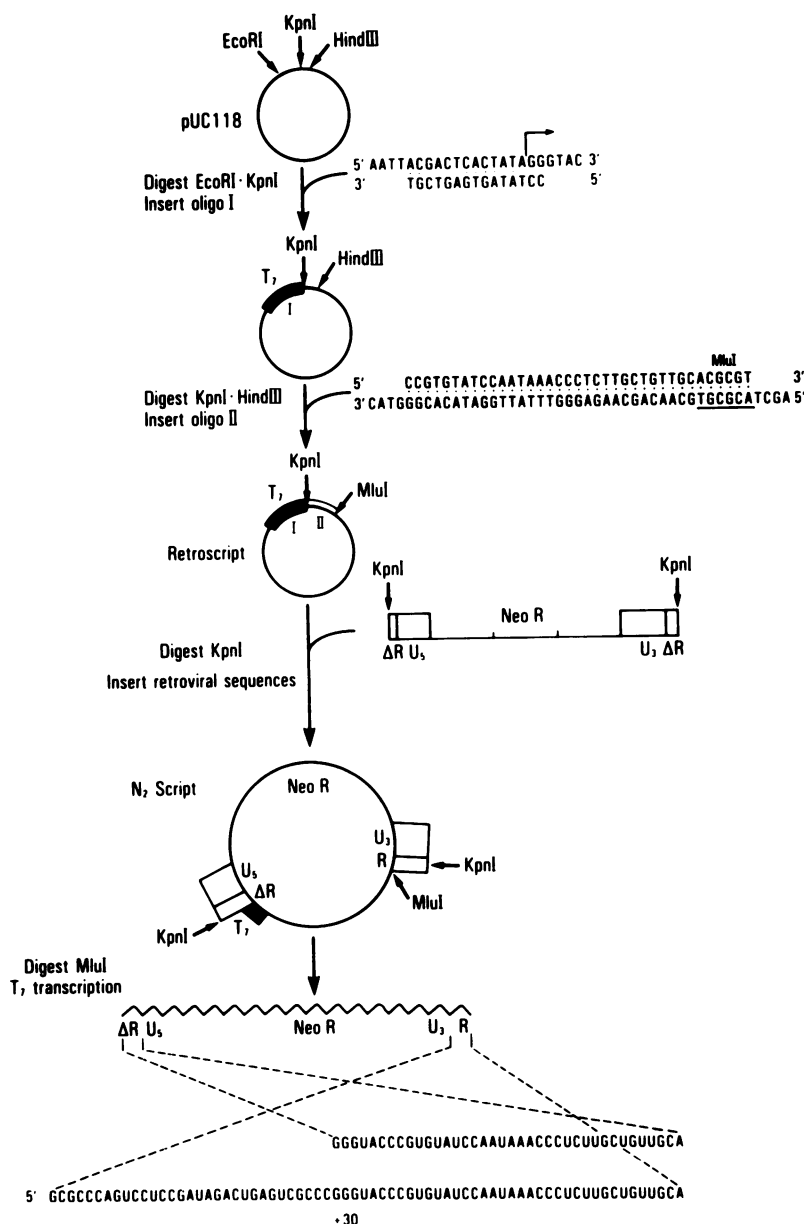 KpnI
EcoRI HindIII
pUC118
5' AATTACGACTCACTATAGGGTAC 3'
3' TGCTGAGTGATATCC 5'
Digest EcoRI·KpnI
Insert oligo I
KpnI
HindIII
T7
I
MluI
5' CCGTGTATCCAATAAACCCTCTTGCTGTTGCACGCGT 3'
3' CATGGGCACATAGGTTATTTGGGAGAACGACAACGTGCGCATCGA 5'
Digest KpnI·HindIII
Insert oligo II
KpnI
T7
MluI
I II
Retroscript
KpnI KpnI
Neo R
ΔR U5 U3 ΔR
Digest KpnI
Insert retroviral sequences
N2 Script
Neo R
U3
R
KpnI
MluI
U5
ΔR
KpnI
T7
Digest MluI
T7 transcription
ΔR U5 Neo R U3 R
GGGUACCCGUGUAUCCAAUAAACCCUCUUGCUGUUGCA
5' GCGCCCAGUCCUCCGAUAGACUGAGUCGCCCGGGUACCCGUGUAUCCAAUAAACCCUCUUGCUGUUGCA
+30